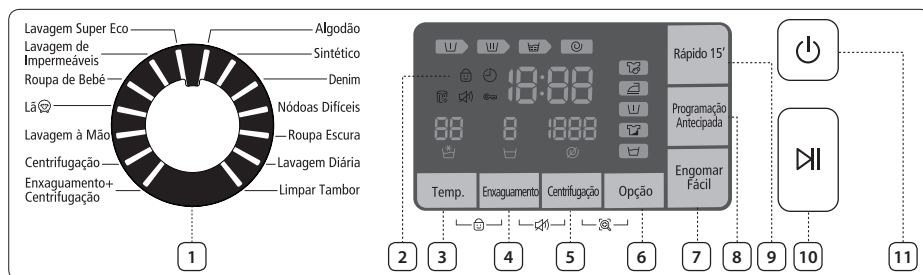 Lavagem Super Eco
Lavagem de
Impermeáveis
Roupa de Bebé
Lã
Lavagem à Mão
Centrifugação
Enxaguamento+
Centrifugação
Algodão
Sintético
Denim
Nódoas Difíceis
Roupa Escura
Lavagem Diária
Limpar Tambor
18:88
88 8 1888
Temp. Enxaguamento Centrifugação Opção
Rápido 15'
Programação
Antecipada
Engomar
Fácil
1 2 3 4 5 6 7 8 9 10 11